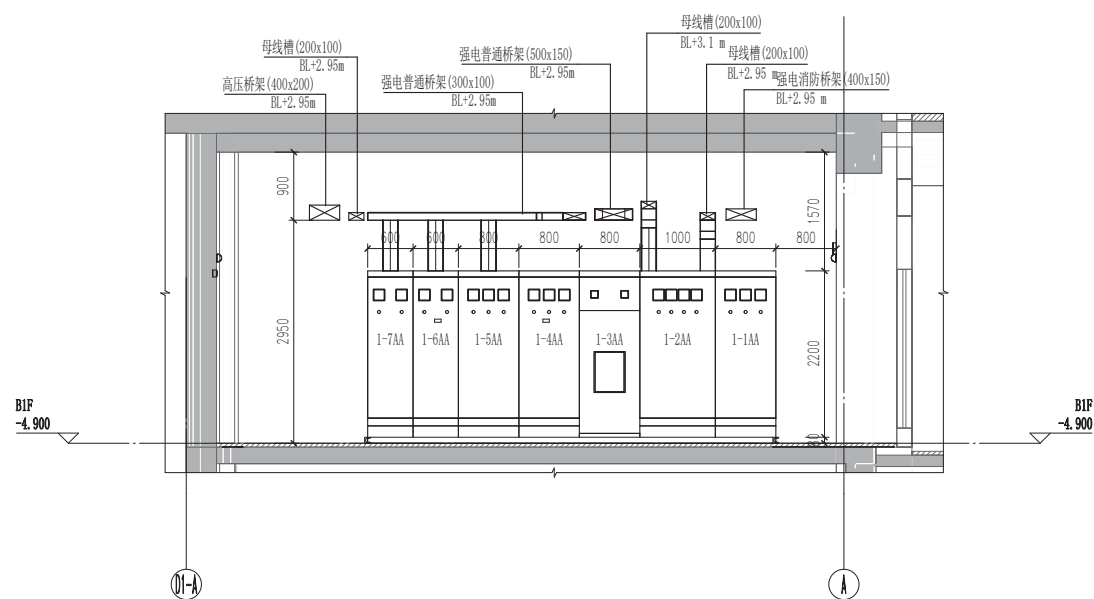 母线槽(200x100)
BL+3.1 m
母线槽(200x100)
BL+2.95m
强电普通桥架(500x150)
BL+2.95m
母线槽(200x100)
BL+2.95 m
高压桥架(400x200)
BL+2.95m
强电普通桥架(300x100)
BL+2.95m
强电消防桥架(400x150)
BL+2.95 m
900
1570
600
600
800
800
800
1000
800
800
2950
2200
1-7AA
1-6AA
1-5AA
1-4AA
1-3AA
1-2AA
1-1AA
B1F
-4.900
B1F
-4.900
D1-A
A